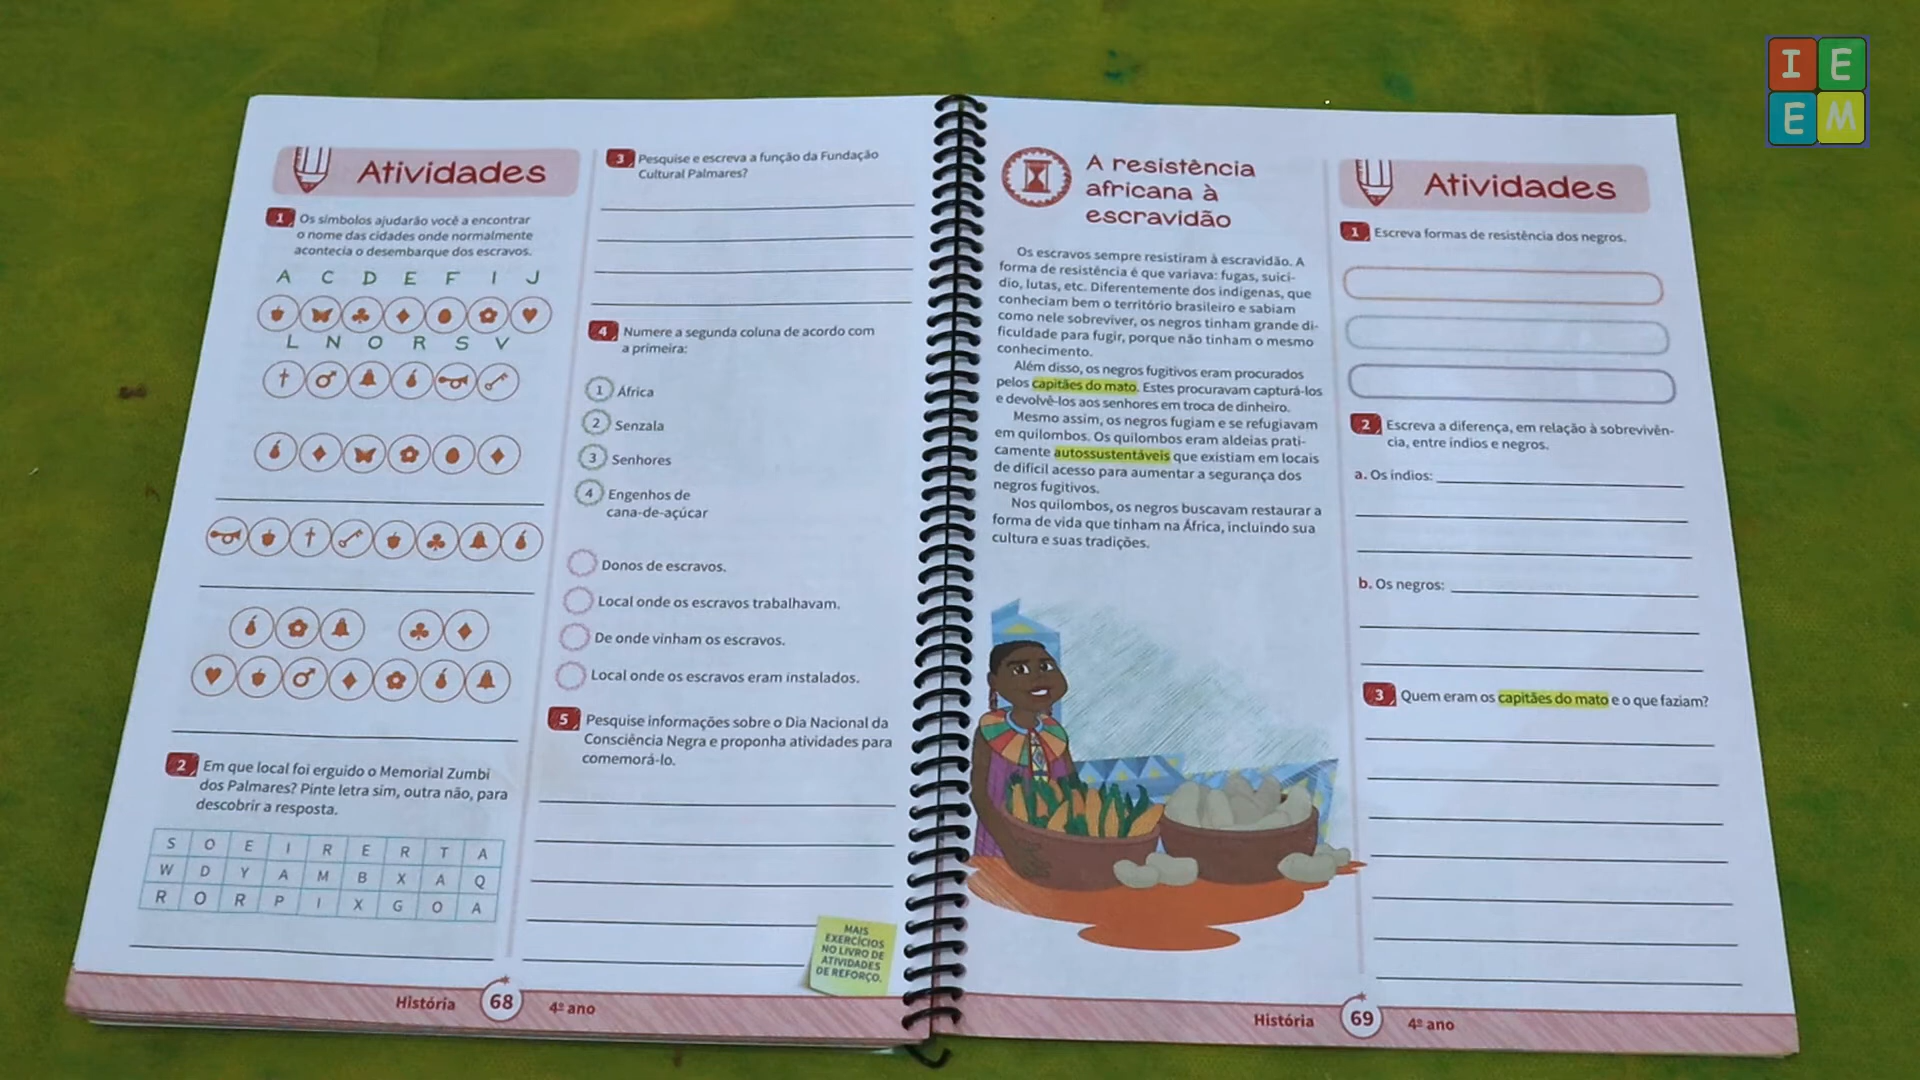 I E
E M
Atividades
1 Os símbolos ajudarão você a encontrar
o nome das cidades onde normalmente
acontecia o desembarque dos escravos.
A C D E F I J
L N O R S V
2 Em que local foi erguido o Memorial Zumbi
dos Palmares? Pinte letra sim, outra não, para
descobrir a resposta.
S O E I R E R T A
W D Y A M B X A Q
R O R P I X G O A
3 Pesquise e escreva a função da Fundação
Cultural Palmares?
4 Numere a segunda coluna de acordo com
a primeira:
1 África
2 Senzala
3 Senhores
4 Engenhos de
cana-de-açúcar
Donos de escravos.
Local onde os escravos trabalhavam.
De onde vinham os escravos.
Local onde os escravos eram instalados.
5 Pesquise informações sobre o Dia Nacional da
Consciência Negra e proponha atividades para
comemorá-lo.
MAIS
EXERCÍCIOS
NO LIVRO DE
ATIVIDADES
DE REFORÇO.
História 68 4º ano
A resistência
africana à
escravidão
Os escravos sempre resistiram à escravidão. A
forma de resistência é que variava: fugas, suicí-
dio, lutas, etc. Diferentemente dos indígenas, que
conheciam bem o território brasileiro e sabiam
como nele sobreviver, os negros tinham grande di-
ficuldade para fugir, porque não tinham o mesmo
conhecimento.
Além disso, os negros fugitivos eram procurados
pelos capitães do mato. Estes procuravam capturá-los
e devolvê-los aos senhores em troca de dinheiro.
Mesmo assim, os negros fugiam e se refugiavam
em quilombos. Os quilombos eram aldeias prati-
camente autossustentáveis que existiam em locais
de difícil acesso para aumentar a segurança dos
negros fugitivos.
Nos quilombos, os negros buscavam restaurar a
forma de vida que tinham na África, incluindo sua
cultura e suas tradições.
Atividades
1 Escreva formas de resistência dos negros.
2 Escreva a diferença, em relação à sobrevivên-
cia, entre índios e negros.
a. Os índios:
b. Os negros:
3 Quem eram os capitães do mato e o que faziam?
História 69 4º ano